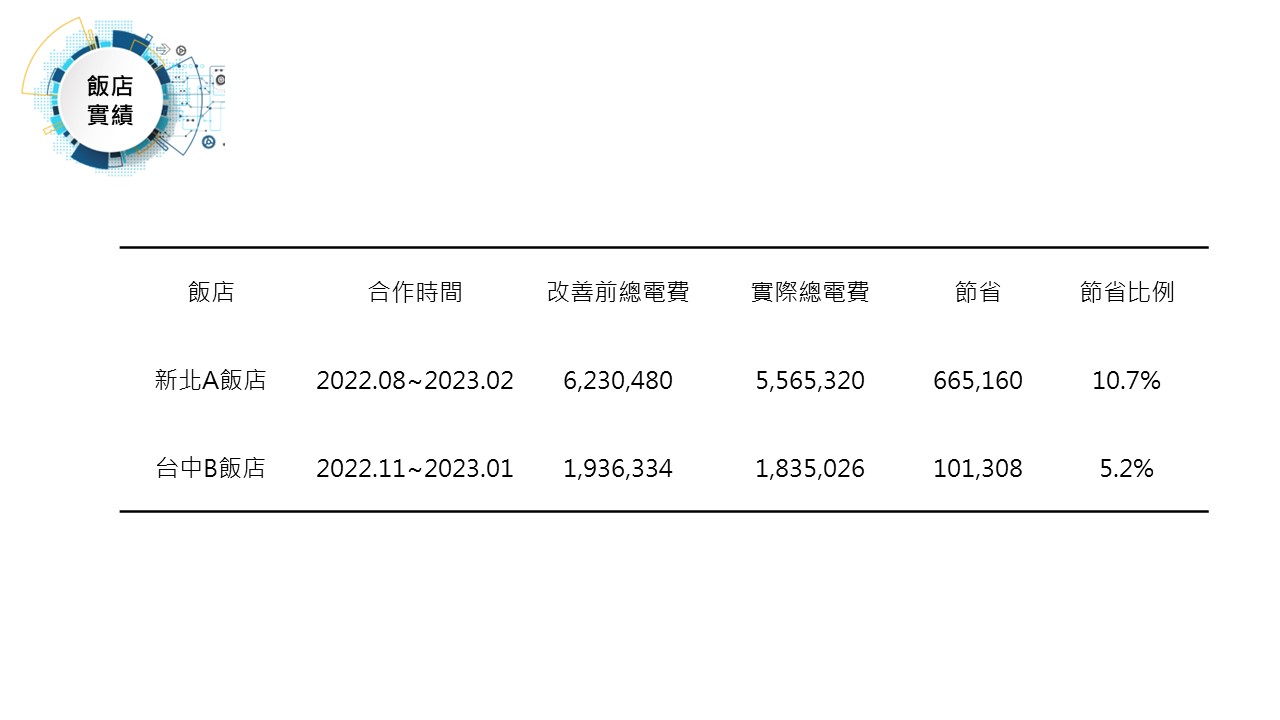 飯店
實績
飯店 合作時間 改善前總電費 實際總電費 節省 節省比例
新北A飯店 2022.08~2023.02 6,230,480 5,565,320 665,160 10.7%
台中B飯店 2022.11~2023.01 1,936,334 1,835,026 101,308 5.2%